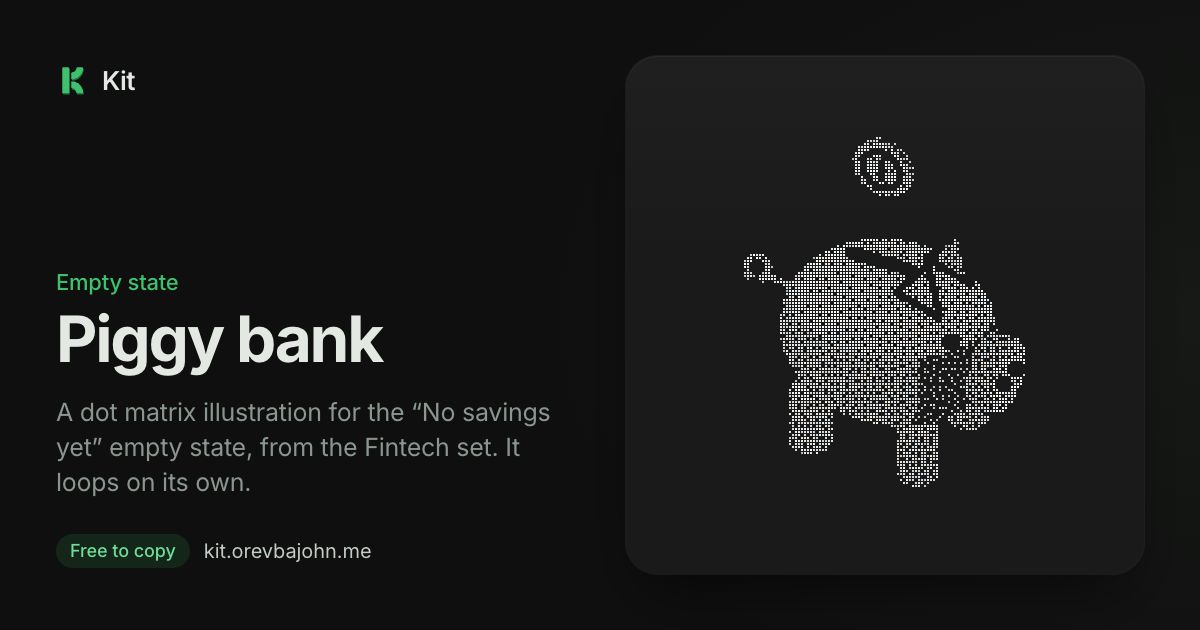 Kit
Empty state
Piggy bank
A dot matrix illustration for the “No savings
yet” empty state, from the Fintech set. It
loops on its own.
Free to copy
kit.orevbajohn.me